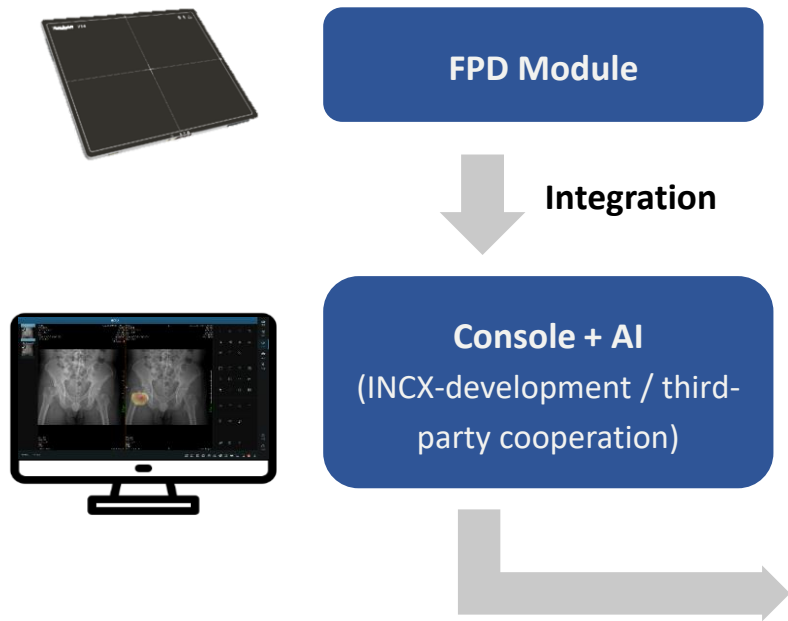 FPD Module
Integration
Console + AI
(INCX-development / third-
party cooperation)